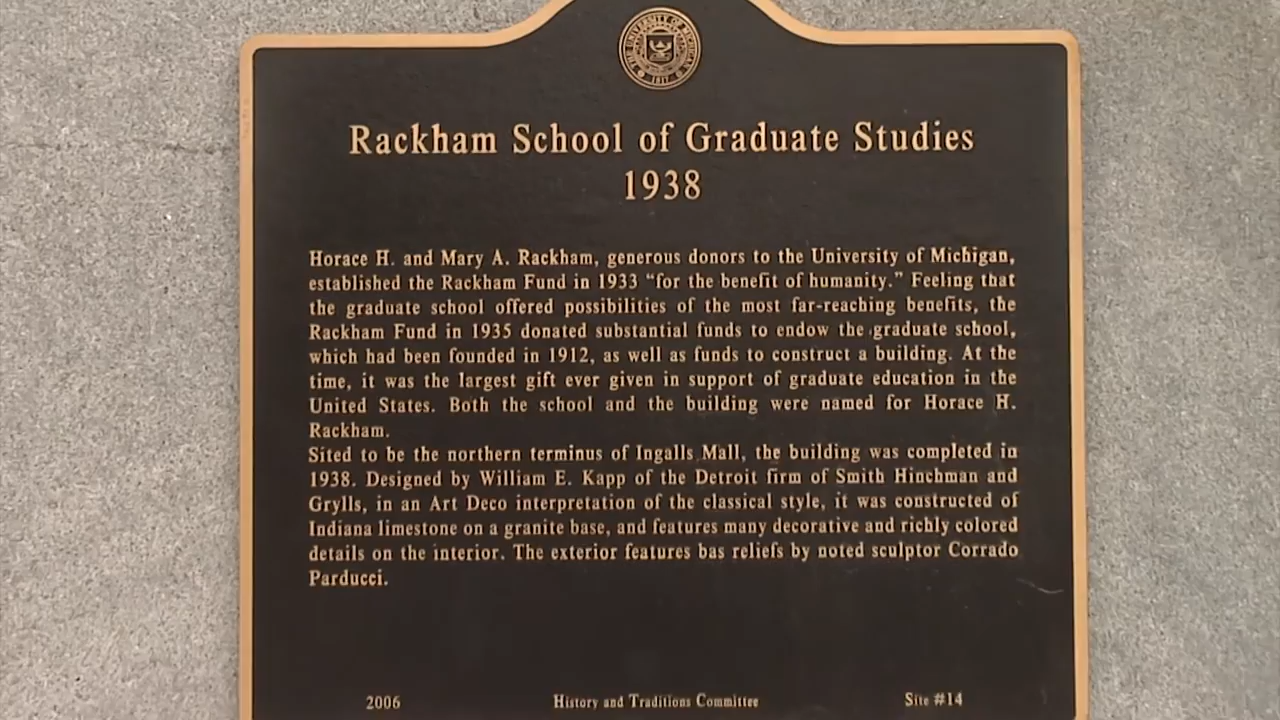 THE UNIVERSITY OF MICHIGAN
1817
Rackham School of Graduate Studies
1938
Horace H. and Mary A. Rackham, generous donors to the University of Michigan,
established the Rackham Fund in 1933 “for the benefit of humanity.” Feeling that
the graduate school offered possibilities of the most far-reaching benefits, the
Rackham Fund in 1935 donated substantial funds to endow the graduate school,
which had been founded in 1912, as well as funds to construct a building. At the
time, it was the largest gift ever given in support of graduate education in the
United States. Both the school and the building were named for Horace H.
Rackham.
Sited to be the northern terminus of Ingalls Mall, the building was completed in
1938. Designed by William E. Kapp of the Detroit firm of Smith Hinchman and
Grylls, in an Art Deco interpretation of the classical style, it was constructed of
Indiana limestone on a granite base, and features many decorative and richly colored
details on the interior. The exterior features bas reliefs by noted sculptor Corrado
Parducci.
2006 History and Traditions Committee Site #14